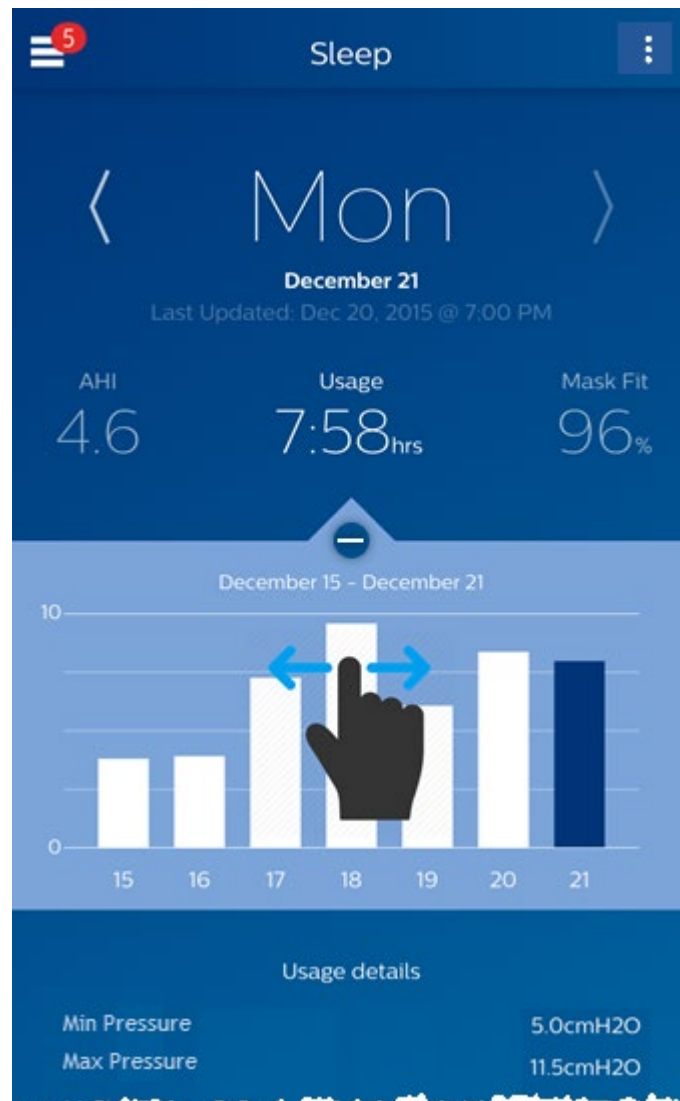 5
Sleep
Mon
December 21
Last Updated: Dec 20, 2015 @ 7:00 PM
AHI Usage Mask Fit
4.6 7:58hrs 96%
December 15 - December 21
10
0
15 16 17 18 19 20 21
Usage details
Min Pressure 5.0cmH2O
Max Pressure 11.5cmH2O